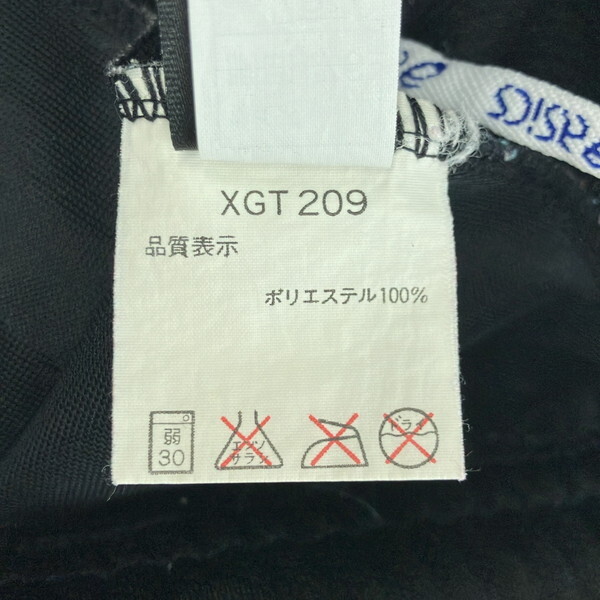 asics
XGT 209
品質表示
ポリエステル100%
弱
30
エンソ
サラシ
ドライ